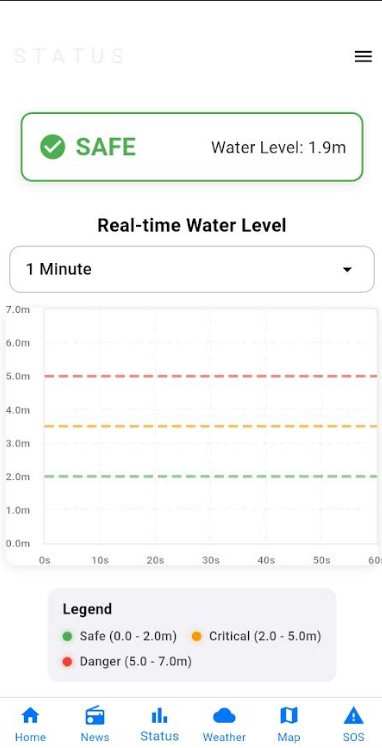 STATUS
SAFE Water Level: 1.9m
Real-time Water Level
1 Minute
7.0m
6.0m
5.0m
4.0m
3.0m
2.0m
1.0m
0.0m
0s 10s 20s 30s 40s 50s 60s
Legend
Safe (0.0 - 2.0m) Critical (2.0 - 5.0m)
Danger (5.0 - 7.0m)
Home News Status Weather Map SOS